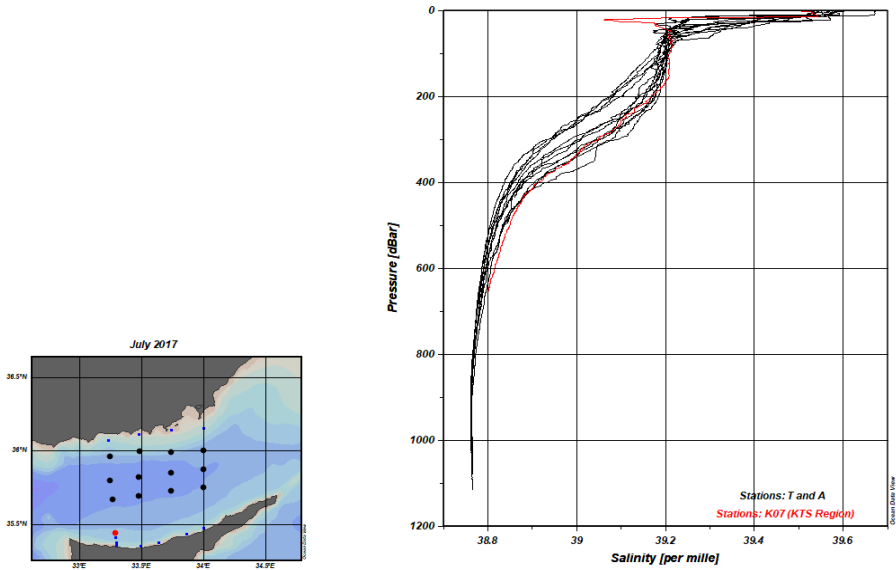 July 2017
36.5°N
36°N
35.5°N
33°E
33.5°E
34°E
34.5°E
Ocean Data View
0
200
400
600
800
1000
1200
Pressure [dBar]
38.8
39
39.2
39.4
39.6
Salinity [per mille]
Stations: T and A
Stations: K07 (KTS Region)
Ocean Data View